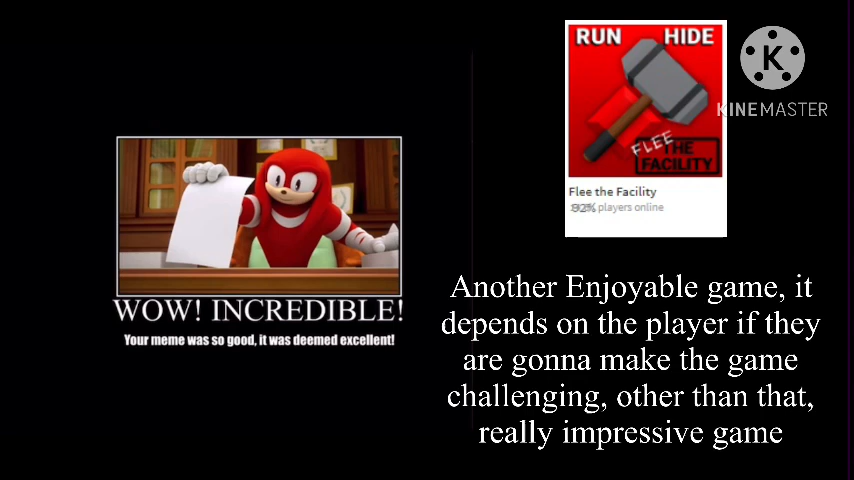 WOW! INCREDIBLE!
Your meme was so good, it was deemed excellent!
RUN HIDE
FLEE
THE
FACILITY
Flee the Facility
92% players online
K
KINEMASTER
Another Enjoyable game, it
depends on the player if they
are gonna make the game
challenging, other than that,
really impressive game